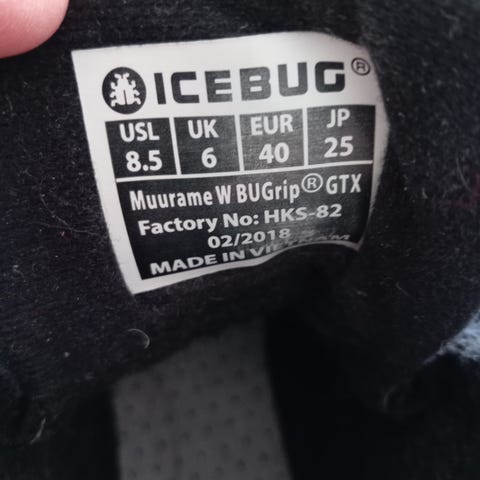 ICEBUG®
USL UK EUR JP
8.5 6 40 25
Muurame W BUGrip® GTX
Factory No: HKS-82
02/2018
MADE IN VIETNAM